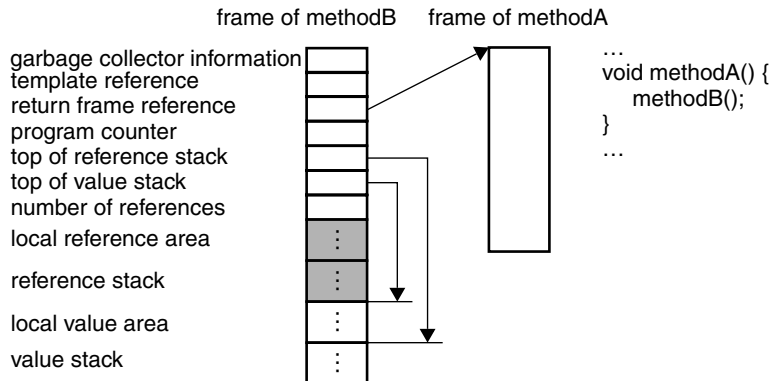 frame of methodB
frame of methodA
garbage collector information
template reference
return frame reference
program counter
top of reference stack
top of value stack
number of references
local reference area
reference stack
local value area
value stack
...
void methodA() {
methodB();
}
...